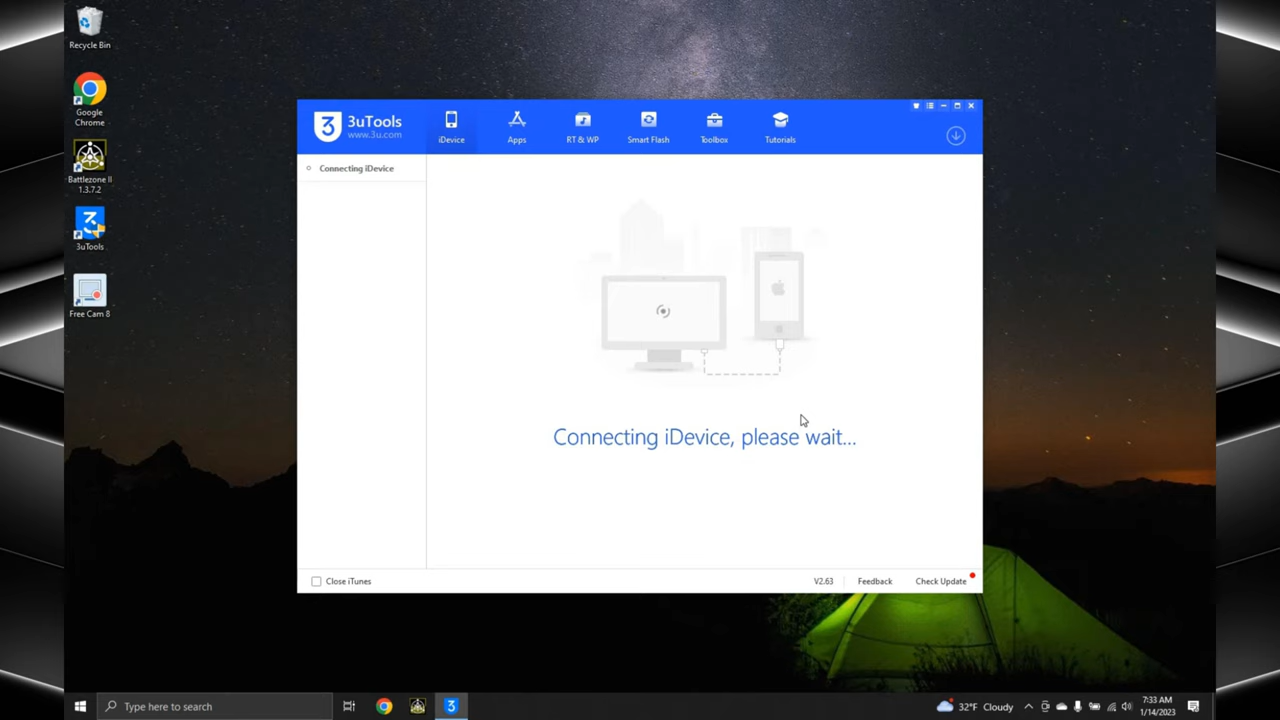 Recycle Bin
Google
Chrome
Battlezone II
1.3.7.2
3uTools
Free Cam 8
3
3uTools
www.3u.com
iDevice
Apps
RT & WP
Smart Flash
Toolbox
Tutorials
Connecting iDevice
Connecting iDevice, please wait...
Close iTunes
V2.63
Feedback
Check Update
Type here to search
3
32°F Cloudy
7:33 AM
1/14/2023